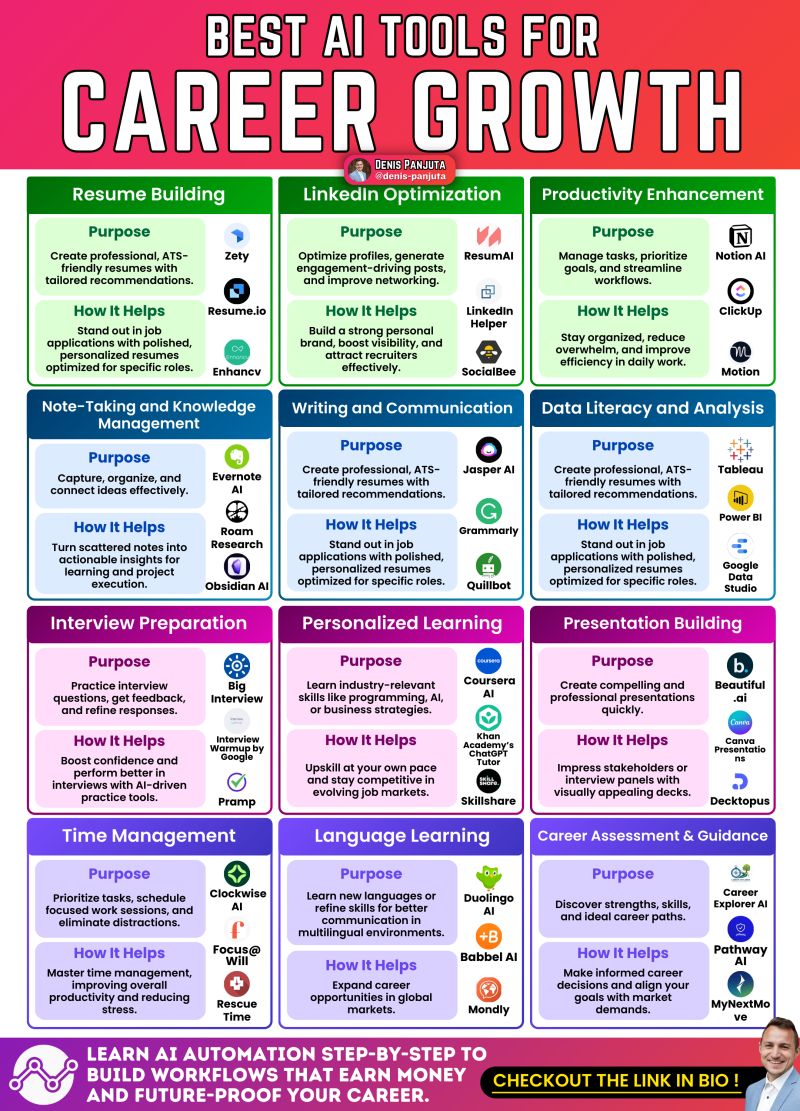 BEST AI TOOLS FOR
CAREER GROWTH
DENIS PANJUTA
@denis-panjuta
Resume Building
Purpose
Create professional, ATS-
friendly resumes with
tailored recommendations.
How It Helps
Stand out in job
applications with polished,
personalized resumes
optimized for specific roles.
Zety
Resume.io
Enhancv
Enhancv
LinkedIn Optimization
Purpose
Optimize profiles, generate
engagement-driving posts,
and improve networking.
How It Helps
Build a strong personal
brand, boost visibility, and
attract recruiters
effectively.
ResumAI
LinkedIn
Helper
SocialBee
Productivity Enhancement
Purpose
Manage tasks, prioritize
goals, and streamline
workflows.
How It Helps
Stay organized, reduce
overwhelm, and improve
efficiency in daily work.
Notion AI
ClickUp
Motion
Note-Taking and Knowledge
Management
Purpose
Capture, organize, and
connect ideas effectively.
How It Helps
Turn scattered notes into
actionable insights for
learning and project
execution.
Evernote
AI
Roam
Research
Obsidian AI
Writing and Communication
Purpose
Create professional, ATS-
friendly resumes with
tailored recommendations.
How It Helps
Stand out in job
applications with polished,
personalized resumes
optimized for specific roles.
Jasper AI
Grammarly
Quillbot
Data Literacy and Analysis
Purpose
Create professional, ATS-
friendly resumes with
tailored recommendations.
How It Helps
Stand out in job
applications with polished,
personalized resumes
optimized for specific roles.
Tableau
Power BI
Google
Data
Studio
Interview Preparation
Purpose
Practice interview
questions, get feedback,
and refine responses.
How It Helps
Boost confidence and
perform better in
interviews with AI-driven
practice tools.
Big
Interview
Interview
Warmup by
Google
Pramp
Personalized Learning
Purpose
Learn industry-relevant
skills like programming, AI,
or business strategies.
How It Helps
Upskill at your own pace
and stay competitive in
evolving job markets.
coursera
Coursera
AI
Khan
Academy's
ChatGPT
Tutor
SKILL
SHARE.
Skillshare
Presentation Building
Purpose
Create compelling and
professional presentations
quickly.
How It Helps
Impress stakeholders or
interview panels with
visually appealing decks.
b.
Beautiful
.ai
Canva
Canva
Presentatio
ns
Decktopus
Time Management
Purpose
Prioritize tasks, schedule
focused work sessions, and
eliminate distractions.
How It Helps
Master time management,
improving overall
productivity and reducing
stress.
Clockwise
AI
Focus@
Will
Rescue
Time
Language Learning
Purpose
Learn new languages or
refine skills for better
communication in
multilingual environments.
How It Helps
Expand career
opportunities in global
markets.
Duolingo
AI
+B
Babbel AI
Mondly
Career Assessment & Guidance
Purpose
Discover strengths, skills,
and ideal career paths.
How It Helps
Make informed career
decisions and align your
goals with market
demands.
Career
Explorer AI
Pathway
AI
MyNextMo
ve
LEARN AI AUTOMATION STEP-BY-STEP TO
BUILD WORKFLOWS THAT EARN MONEY
AND FUTURE-PROOF YOUR CAREER.
CHECKOUT THE LINK IN BIO !